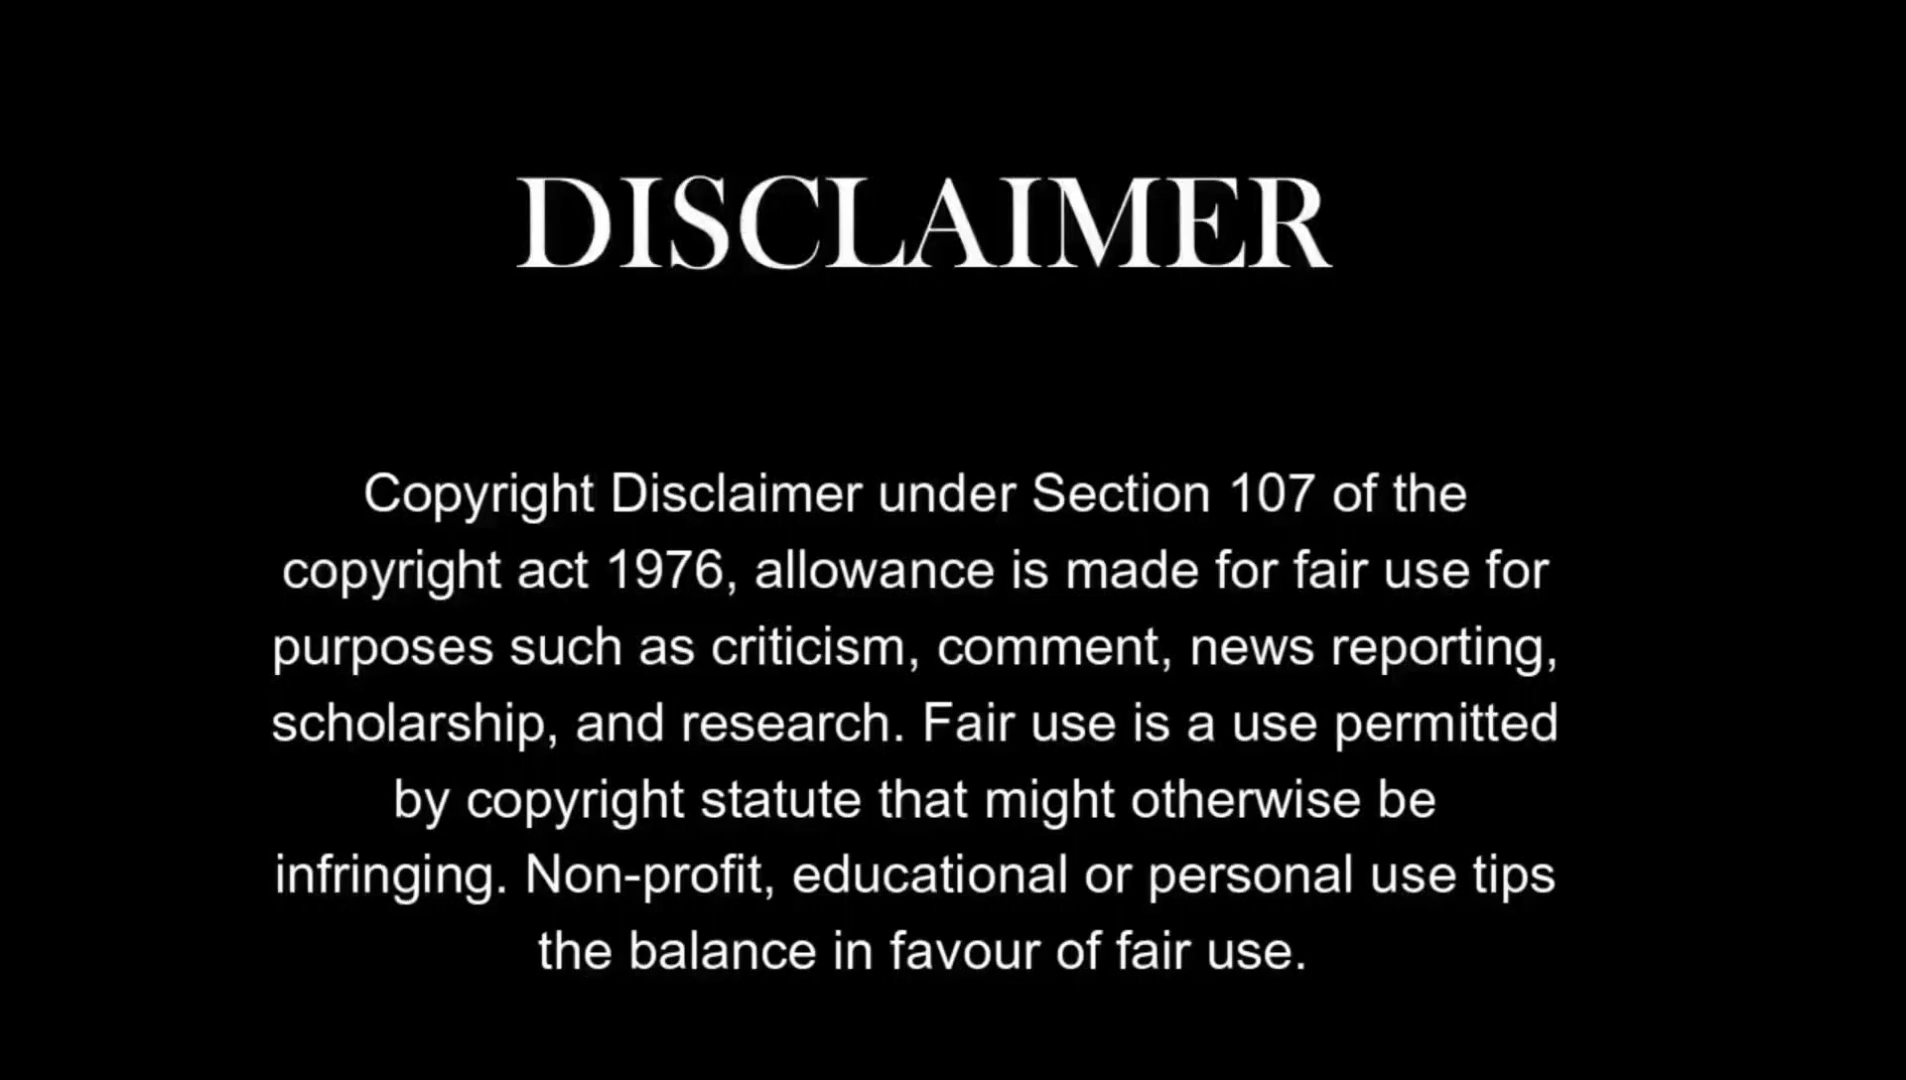 DISCLAIMER
Copyright Disclaimer under Section 107 of the
copyright act 1976, allowance is made for fair use for
purposes such as criticism, comment, news reporting,
scholarship, and research. Fair use is a use permitted
by copyright statute that might otherwise be
infringing. Non-profit, educational or personal use tips
the balance in favour of fair use.